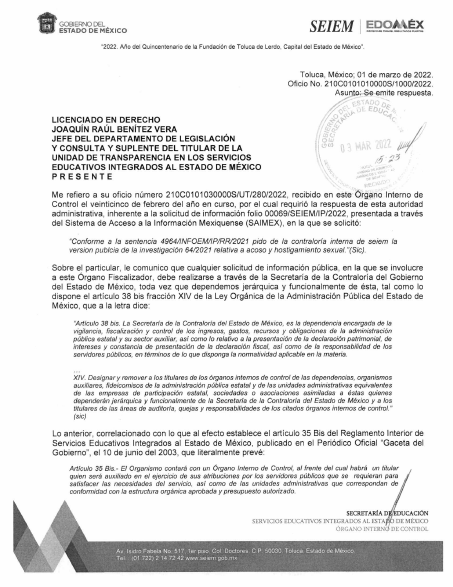 GOBIERNO DEL
ESTADO DE MÉXICO
SEIEM
EDOMÉX
"2022. Año del Quincentenario de la Fundación de Toluca de Lerdo, Capital del Estado de México".
Toluca, México; 01 de marzo de 2022.
Oficio No. 210C0101010000S/1000/2022.
Asunto: Se emite respuesta.
LICENCIADO EN DERECHO
JOAQUÍN RAÚL BENÍTEZ VERA
JEFE DEL DEPARTAMENTO DE LEGISLACIÓN
Y CONSULTA Y SUPLENTE DEL TITULAR DE LA
UNIDAD DE TRANSPARENCIA EN LOS SERVICIOS
EDUCATIVOS INTEGRADOS AL ESTADO DE MÉXICO
P R E S E N T E
03 MAR 2022
15 23
Me refiero a su oficio número 210C0101030000S/UT/280/2022, recibido en este Órgano Interno de
Control el veinticinco de febrero del año en curso, por el cual requirió la respuesta de esta autoridad
administrativa, inherente a la solicitud de información folio 00069/SEIEM/IP/2022, presentada a través
del Sistema de Acceso a la Información Mexiquense (SAIMEX), en la que se solicitó:
"Conforme a la sentencia 4964/INFOEM/IP/RR/2021 pido de la contraloría interna de seiem la
version publcia de la investigación 64/2021 relativa a acoso y hostigamiento sexual."(Sic).
Sobre el particular, le comunico que cualquier solicitud de información pública, en la que se involucre
a este Órgano Fiscalizador, debe realizarse a través de la Secretaría de la Contraloría del Gobierno
del Estado de México, toda vez que dependemos jerárquica y funcionalmente de ésta, tal como lo
dispone el artículo 38 bis fracción XIV de la Ley Orgánica de la Administración Pública del Estado de
México, que a la letra dice:
"Artículo 38 bis. La Secretaría de la Contraloría del Estado de México, es la dependencia encargada de la
vigilancia, fiscalización y control de los ingresos, gastos, recursos y obligaciones de la administración
pública estatal y su sector auxiliar, así como lo relativo a la presentación de la declaración patrimonial, de
intereses y constancia de presentación de la declaración fiscal, así como de la responsabilidad de los
servidores públicos, en términos de lo que disponga la normatividad aplicable en la materia.
...
XIV. Designar y remover a los titulares de los órganos internos de control de las dependencias, organismos
auxiliares, fideicomisos de la administración pública estatal y de las unidades administrativas equivalentes
de las empresas de participación estatal, sociedades o asociaciones asimiladas a éstas quienes
dependerán jerárquica y funcionalmente de la Secretaría de la Contraloría del Estado de México y a los
titulares de las áreas de auditoría, quejas y responsabilidades de los citados órganos internos de control."
(sic)
Lo anterior, correlacionado con lo que al efecto establece el artículo 35 Bis del Reglamento Interior de
Servicios Educativos Integrados al Estado de México, publicado en el Periódico Oficial "Gaceta del
Gobierno", el 10 de junio del 2003, que literalmente prevé:
Artículo 35 Bis.- El Organismo contará con un Órgano Interno de Control, al frente del cual habrá un titular
quien será auxiliado en el ejercicio de sus atribuciones por los servidores públicos que se requieran para
satisfacer las necesidades del servicio, así como de las unidades administrativas que correspondan de
conformidad con la estructura orgánica aprobada y presupuesto autorizado.
SECRETARÍA DE EDUCACIÓN
SERVICIOS EDUCATIVOS INTEGRADOS AL ESTADO DE MÉXICO
ÓRGANO INTERNO DE CONTROL
Av. Isidro Fabela No. 517, 1er piso. Col. Doctores. C.P. 50030. Toluca. Estado de México.
Tel.: (01 722) 2 14 72 42 www.seiem.gob.mx